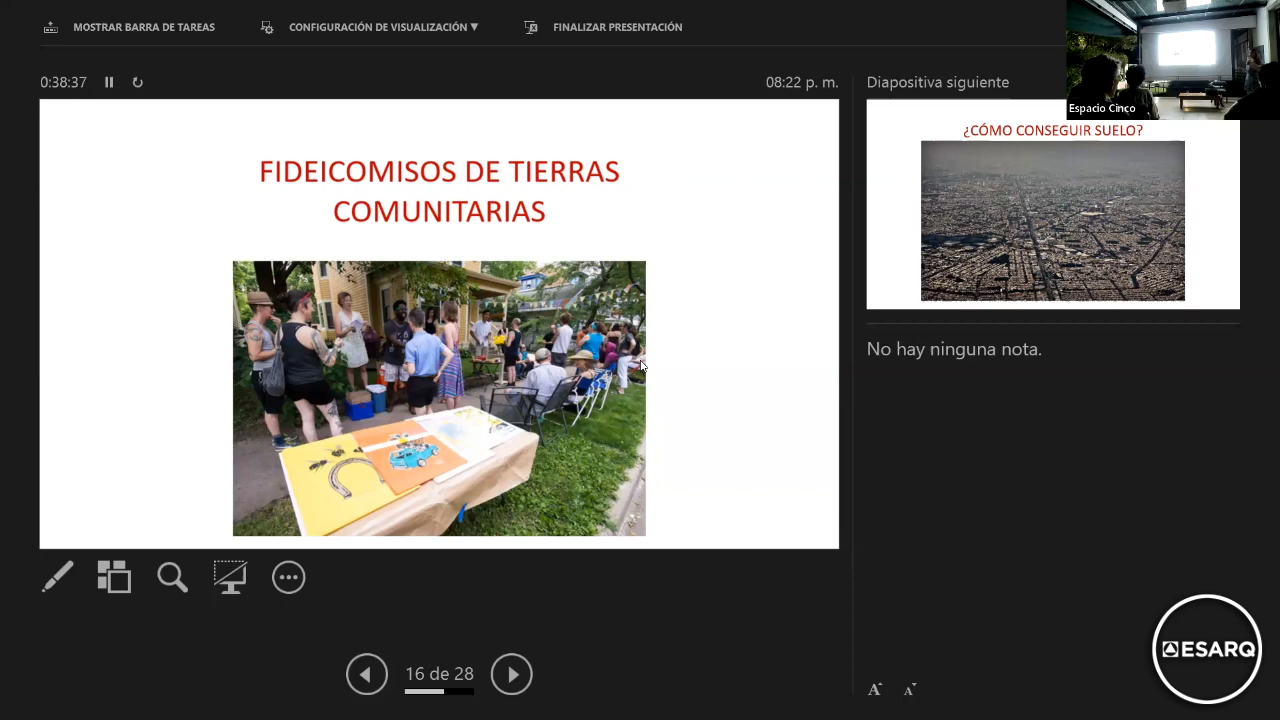 MOSTRAR BARRA DE TAREAS
CONFIGURACIÓN DE VISUALIZACIÓN ▼
FINALIZAR PRESENTACIÓN
Espacio Cinco
0:38:37
08:22 p. m.
Diapositiva siguiente
FIDEICOMISOS DE TIERRAS
COMUNITARIAS
¿CÓMO CONSEGUIR SUELO?
No hay ninguna nota.
16 de 28
A A
ESARQ